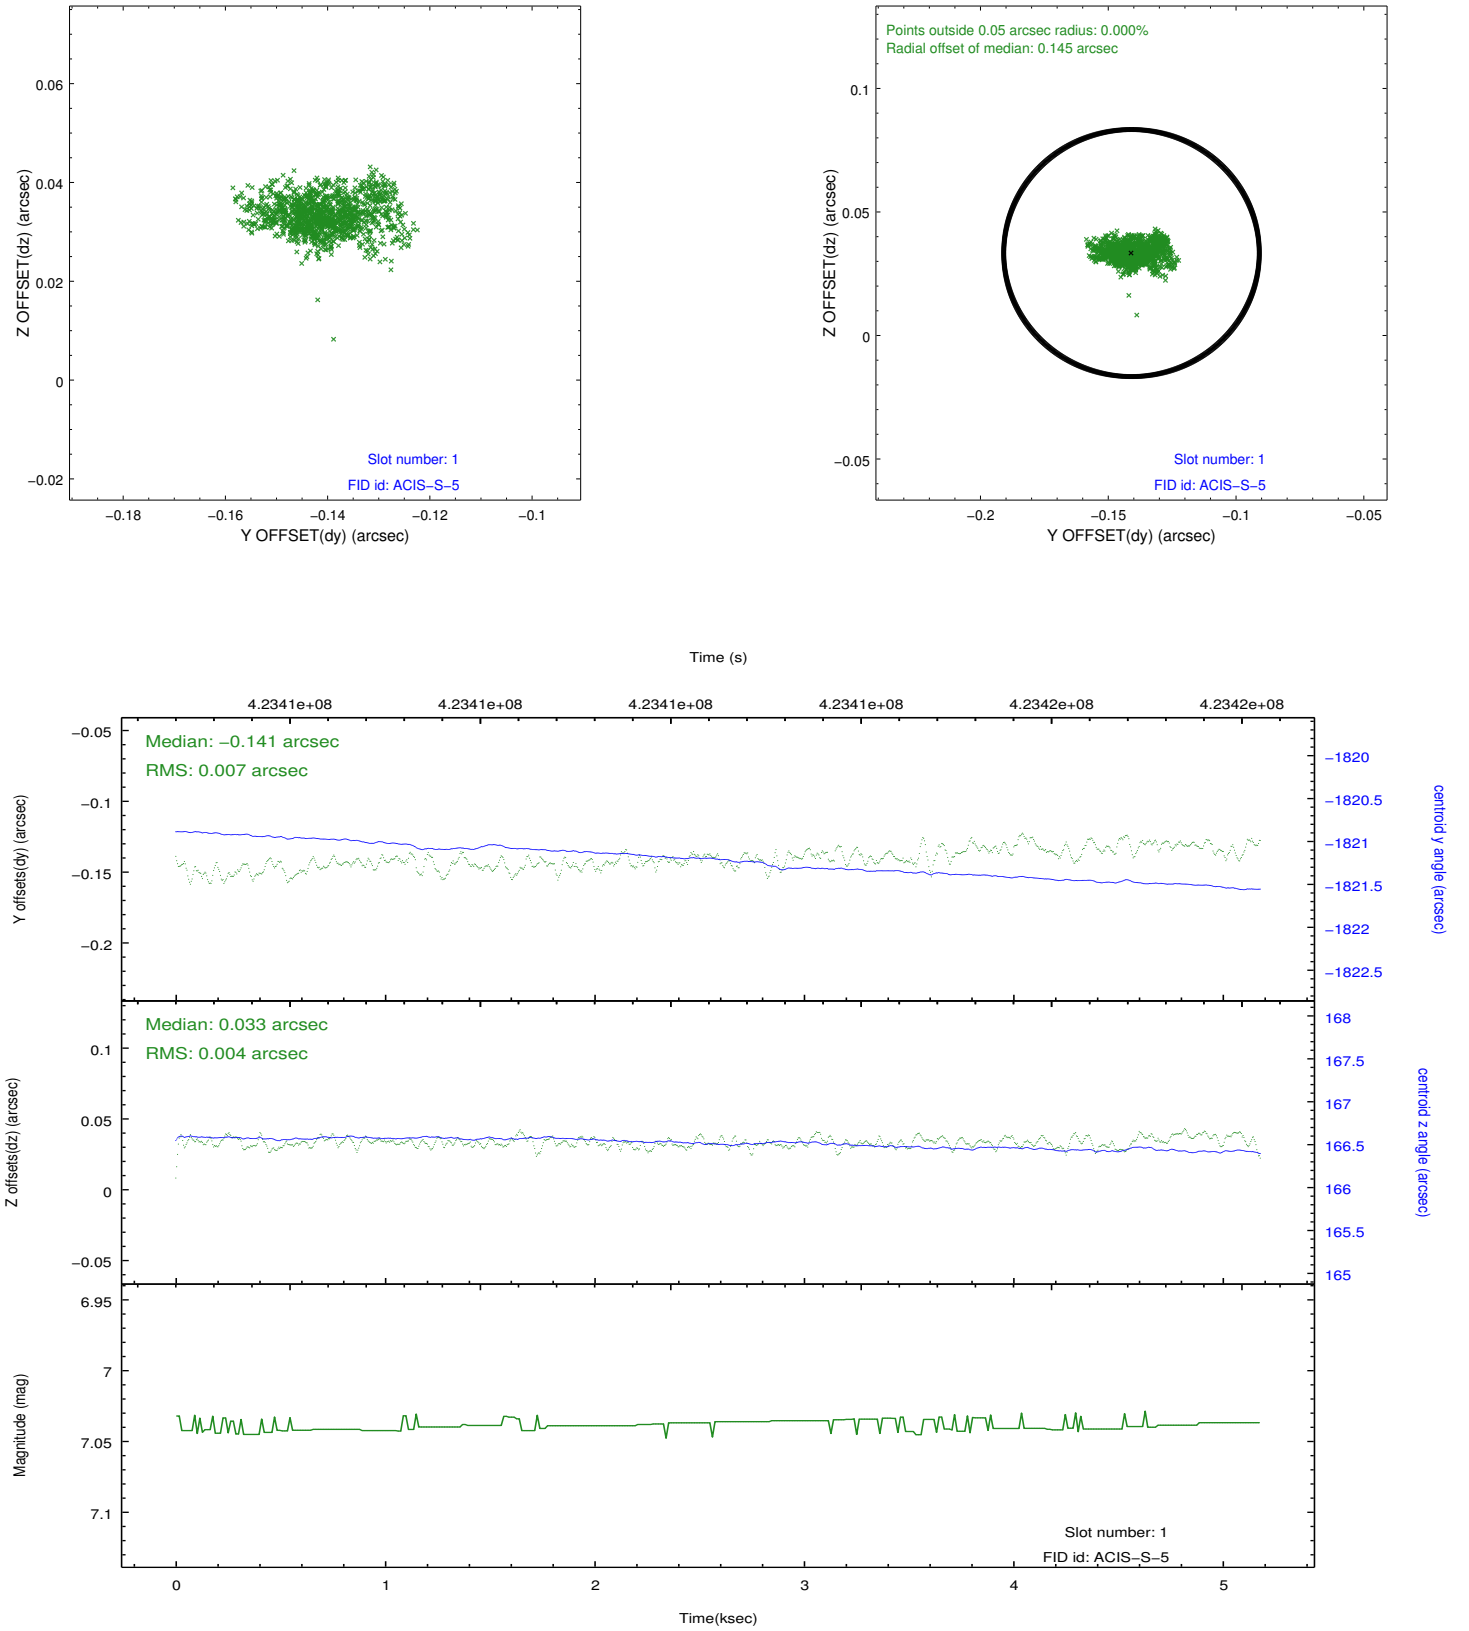 0.06
0.04
0.02
0
−0.02
Z OFFSET(dz) (arcsec)
Slot number: 1
FID id: ACIS−S−5
−0.18 −0.16 −0.14 −0.12 −0.1
Y OFFSET(dy) (arcsec)
Points outside 0.05 arcsec radius: 0.000%
Radial offset of median: 0.145 arcsec
0.1
0.05
0
−0.05
Z OFFSET(dz) (arcsec)
Slot number: 1
FID id: ACIS−S−5
−0.2 −0.15 −0.1 −0.05
Y OFFSET(dy) (arcsec)
Time (s)
4.2341e+08 4.2341e+08 4.2341e+08 4.2341e+08 4.2342e+08 4.2342e+08
Median: −0.141 arcsec
RMS: 0.007 arcsec
−0.05
−0.1
−0.15
−0.2
Y offsets(dy) (arcsec)
−1820
−1820.5
−1821
−1821.5
−1822
−1822.5
centroid y angle (arcsec)
Median: 0.033 arcsec
RMS: 0.004 arcsec
0.1
0.05
0
−0.05
Z offsets(dz) (arcsec)
168
167.5
167
166.5
166
165.5
165
centroid z angle (arcsec)
6.95
7
7.05
7.1
Magnitude (mag)
Slot number: 1
FID id: ACIS−S−5
0 1 2 3 4 5
Time(ksec)